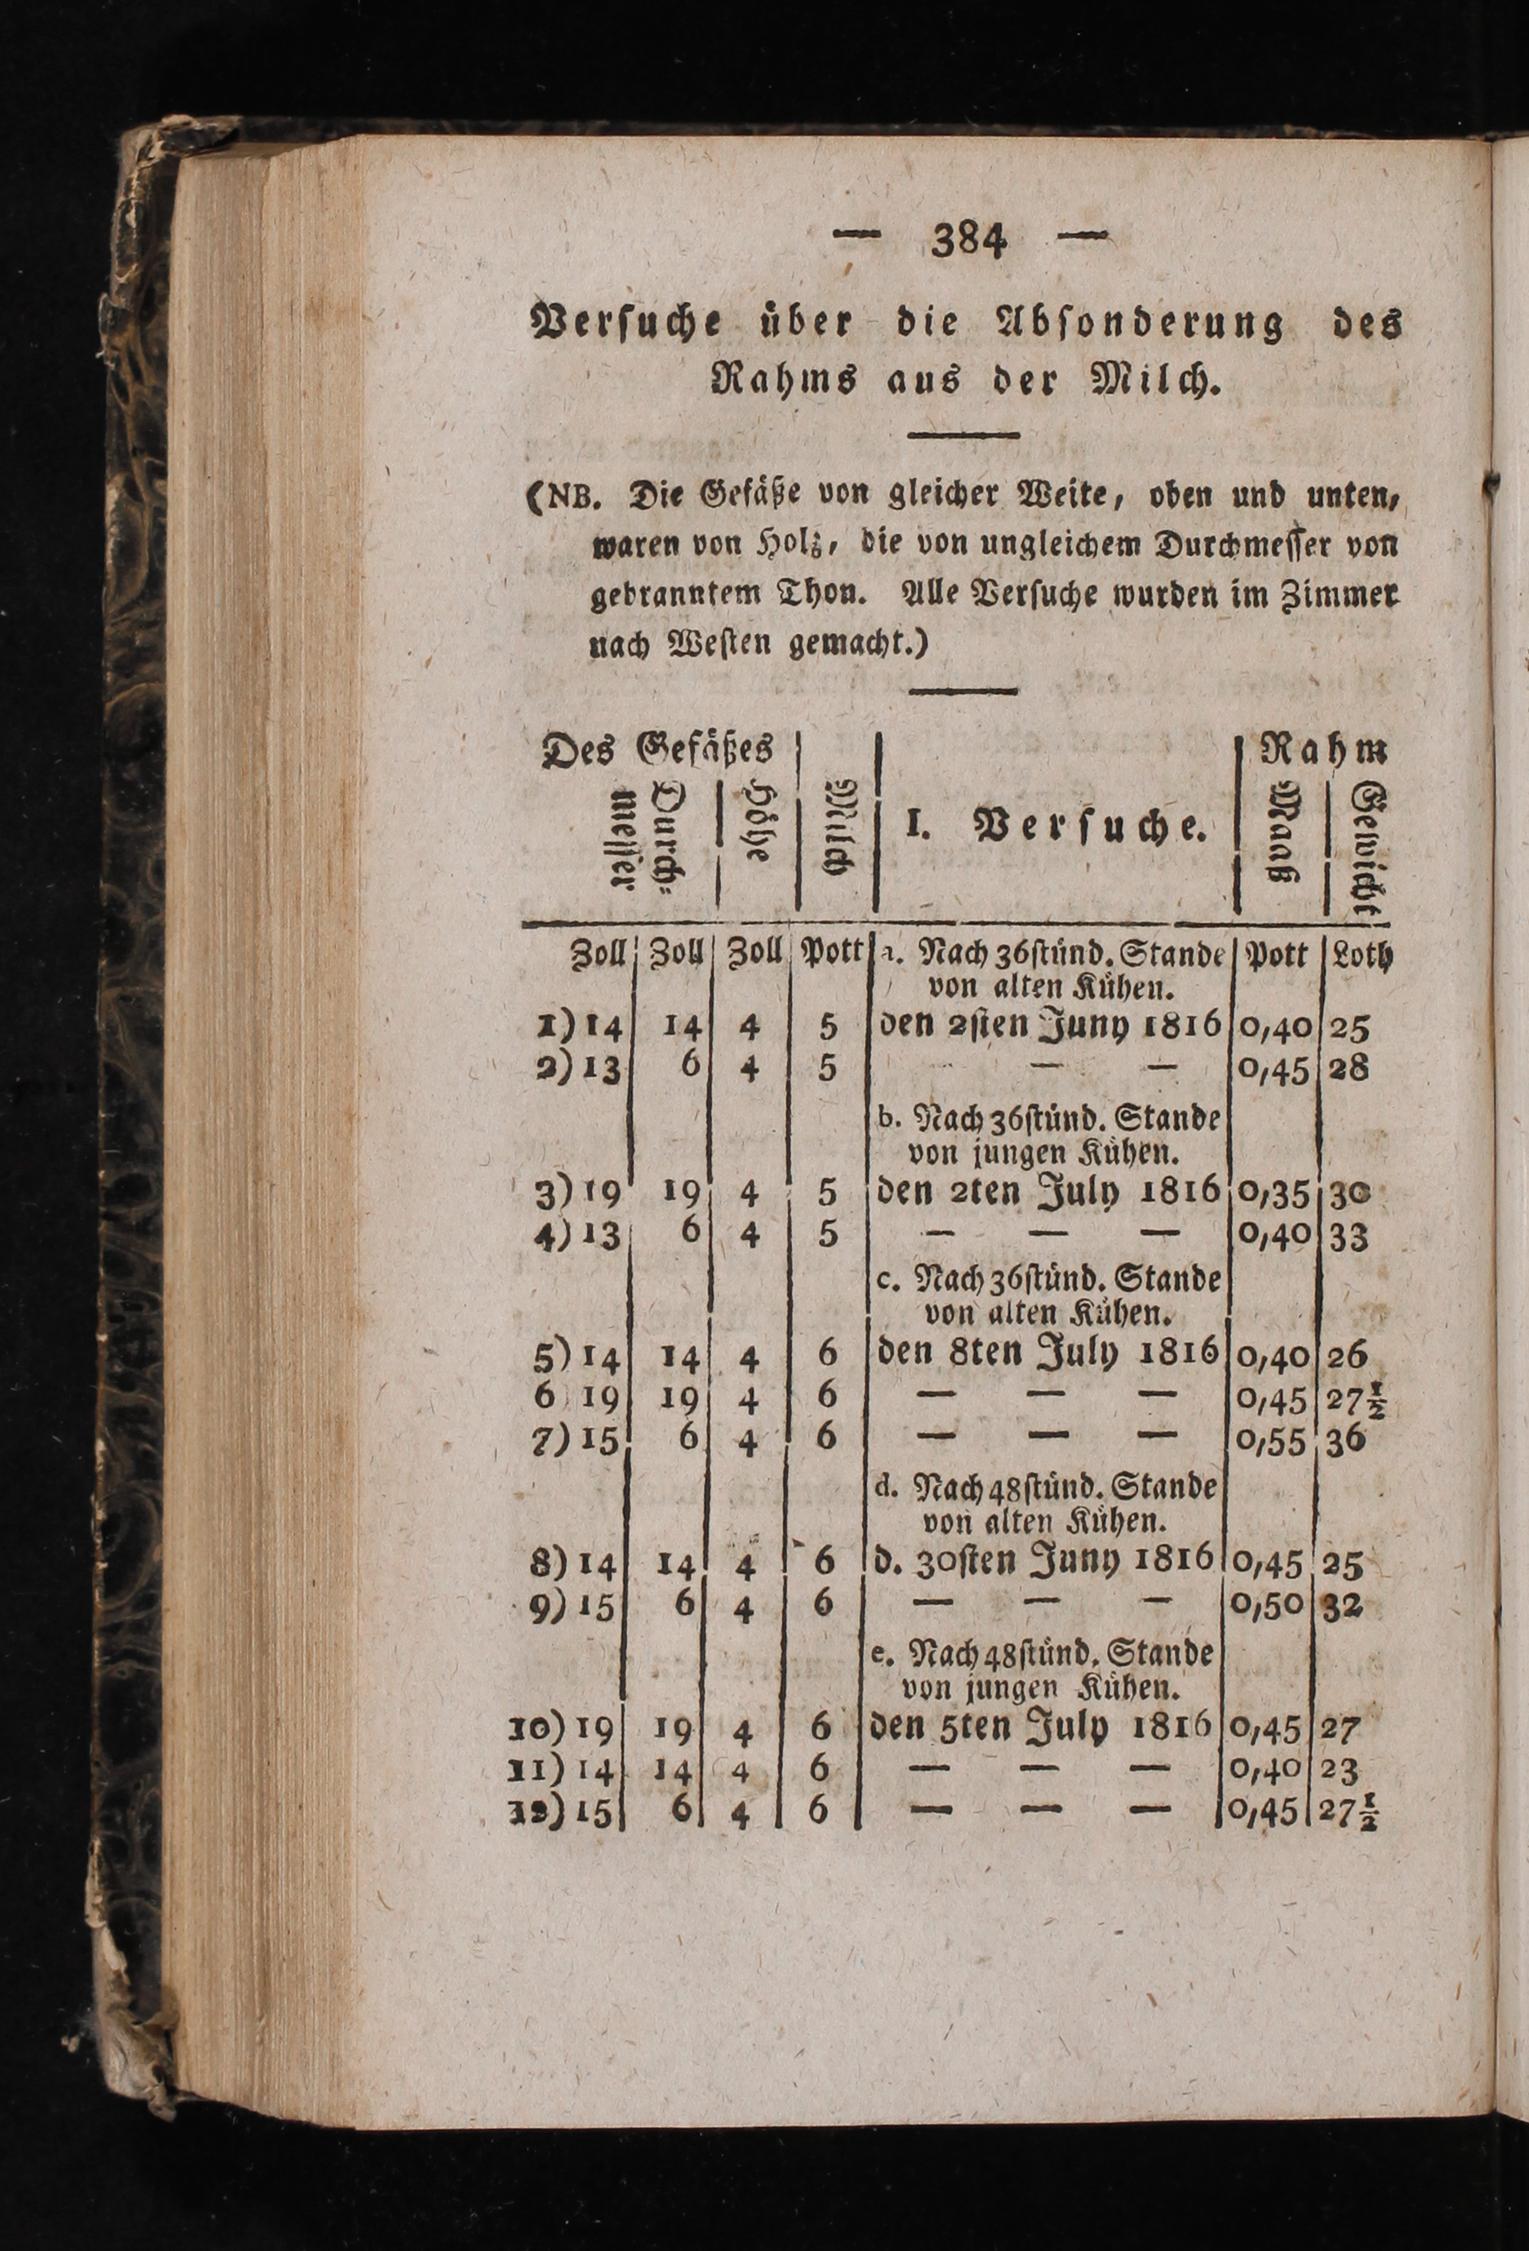 — 384 —
Verſuche über die Abſonderung des
Rahms aus der Milch.
(NB. Die Gefäße von gleicher Weite, oben und unten,
waren von Holz, die von ungleichem Durchmeſſer von
gebranntem Thon. Alle Verſuche wurden im Zimmer
nach Weſten gemacht.)
Des Gefäßes | Milch | I. Verſuche. | Rahm
Durch-meſſer | Höhe | Maaß | Gewicht
Zoll | Zoll | Zoll | Pott | a. Nach 36ſtünd. Stande | Pott | Loth
von alten Kühen.
1) 14 | 14 | 4 | 5 | den 2ſten Juny 1816 | 0,40 | 25
2) 13 | 6 | 4 | 5 | — — | 0,45 | 28
b. Nach 36ſtünd. Stande
von jungen Kühen.
3) 19 | 19 | 4 | 5 | den 2ten July 1816 | 0,35 | 30
4) 13 | 6 | 4 | 5 | — — — | 0,40 | 33
c. Nach 36ſtünd. Stande
von alten Kühen.
5) 14 | 14 | 4 | 6 | den 8ten July 1816 | 0,40 | 26
6 19 | 19 | 4 | 6 | — — — | 0,45 | 27½
7) 15 | 6 | 4 | 6 | — — — | 0,55 | 36
d. Nach 48ſtünd. Stande
von alten Kühen.
8) 14 | 14 | 4 | 6 | d. 30ſten Juny 1816 | 0,45 | 25
9) 15 | 6 | 4 | 6 | — — — | 0,50 | 32
e. Nach 48ſtünd. Stande
von jungen Kühen.
10) 19 | 19 | 4 | 6 | den 5ten July 1816 | 0,45 | 27
11) 14 | 14 | 4 | 6 | — — — | 0,40 | 23
12) 15 | 6 | 4 | 6 | — — — | 0,45 | 27½